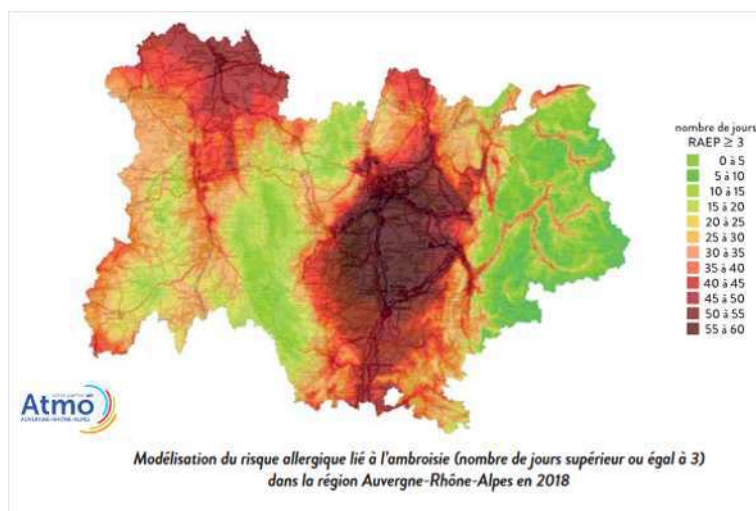 nombre de jours
RAEP ≥ 3
0 à 5
5 à 10
10 à 15
15 à 20
20 à 25
25 à 30
30 à 35
35 à 40
40 à 45
45 à 50
50 à 55
55 à 60
Atmo
AUVERGNE-RHÔNE-ALPES
Modélisation du risque allergique lié à l'ambroisie (nombre de jours supérieur ou égal à 3)
dans la région Auvergne-Rhône-Alpes en 2018